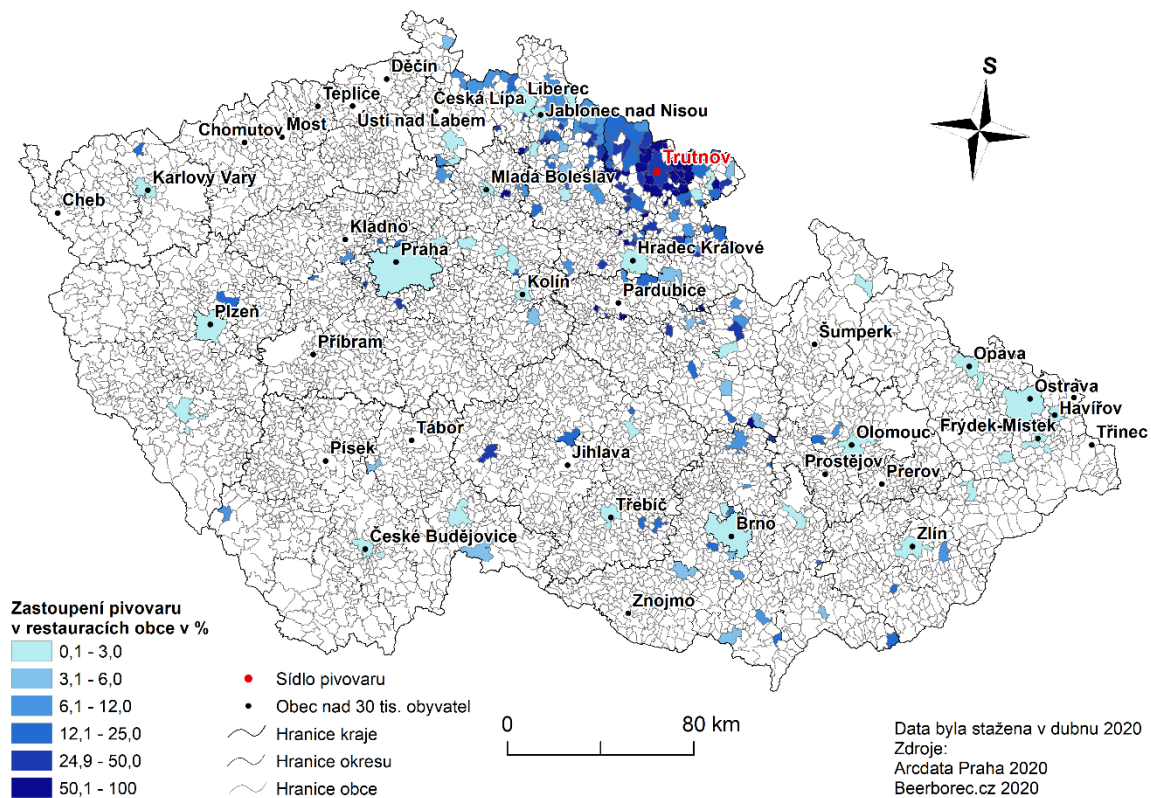 S
Děčín
Teplice
Česká Lípa
Liberec
Ústí nad Labem
Jablonec nad Nisou
Most
Chomutov
Trutnov
Karlovy Vary
Mladá Boleslav
Cheb
Kladno
Praha
Hradec Králové
Kolín
Pardubice
Plzeň
Šumperk
Příbram
Opava
Ostrava
Havířov
Frýdek-Místek
Třinec
Tábor
Olomouc
Písek
Jihlava
Prostějov
Přerov
Třebíč
Brno
České Budějovice
Zlín
Znojmo
Zastoupení pivovaru
v restauracích obce v %
0,1 - 3,0
3,1 - 6,0
6,1 - 12,0
12,1 - 25,0
24,9 - 50,0
50,1 - 100
Sídlo pivovaru
Obec nad 30 tis. obyvatel
Hranice kraje
Hranice okresu
Hranice obce
0 80 km
Data byla stažena v dubnu 2020
Zdroje:
Arcdata Praha 2020
Beerborec.cz 2020